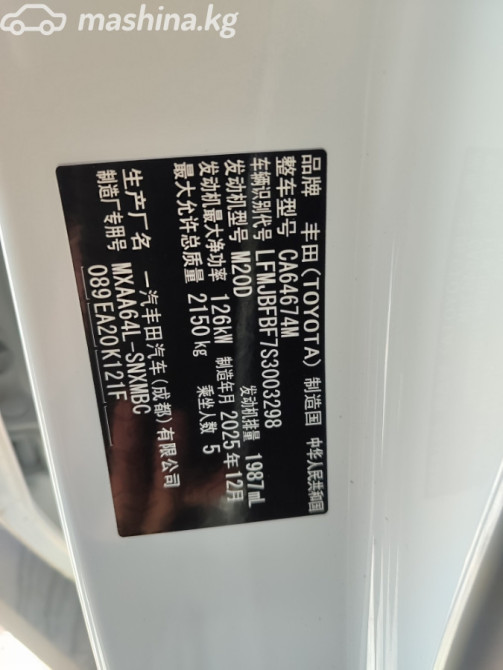 mashina.kg
品牌 丰田(TOYOTA) 制造国 中华人民共和国
整车型号 CA64674M
车辆识别代号 LFMJBFBF7S3003298
发动机型号 M20D 发动机排量 1987mL
发动机最大净功率 126kW 制造年月 2025年12月
最大允许总质量 2150kg 乘坐人数 5
生产厂名 一汽丰田汽车(成都)有限公司
制造厂专用号 MXAA64L-SNXMBC
089EA20K121F